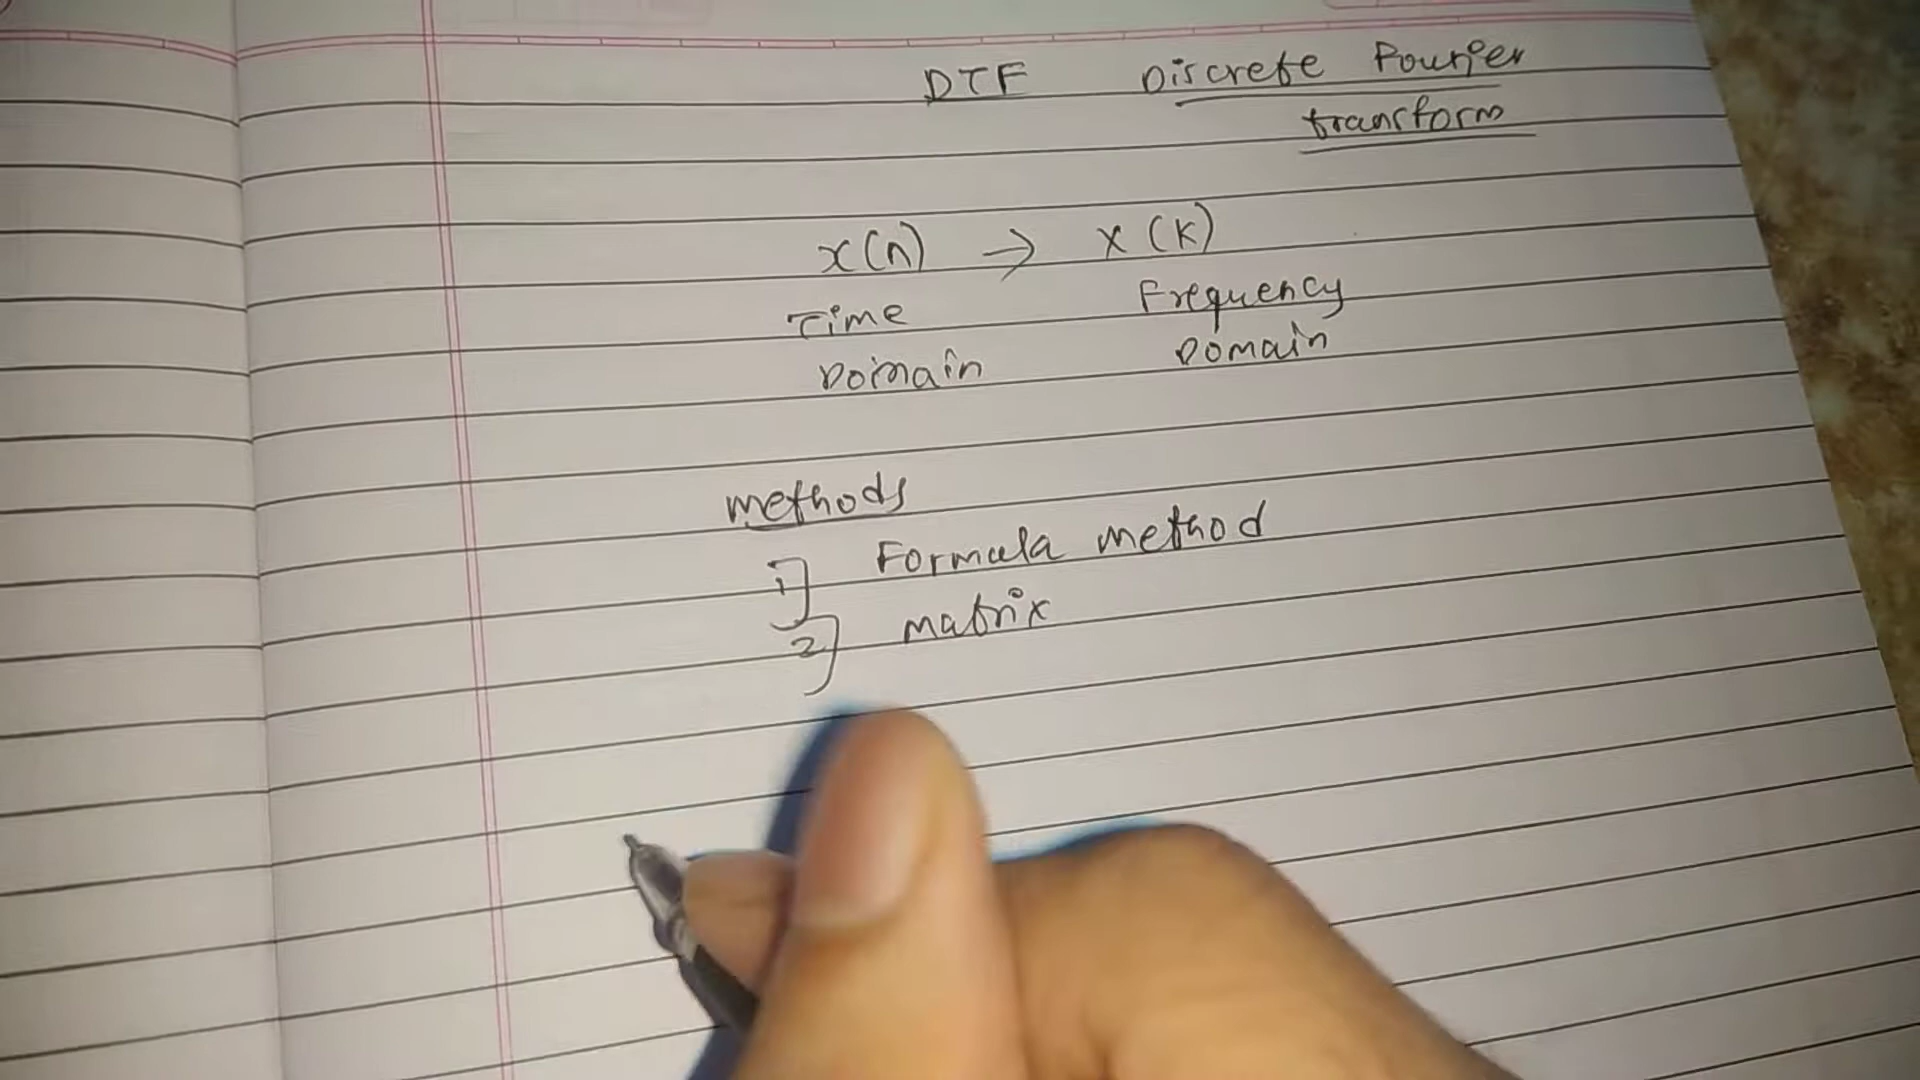 DTF Discrete Fourier
transform
x(n) → X(k)
Time Frequency
Domain Domain
methods
1) Formula method
2) matrix